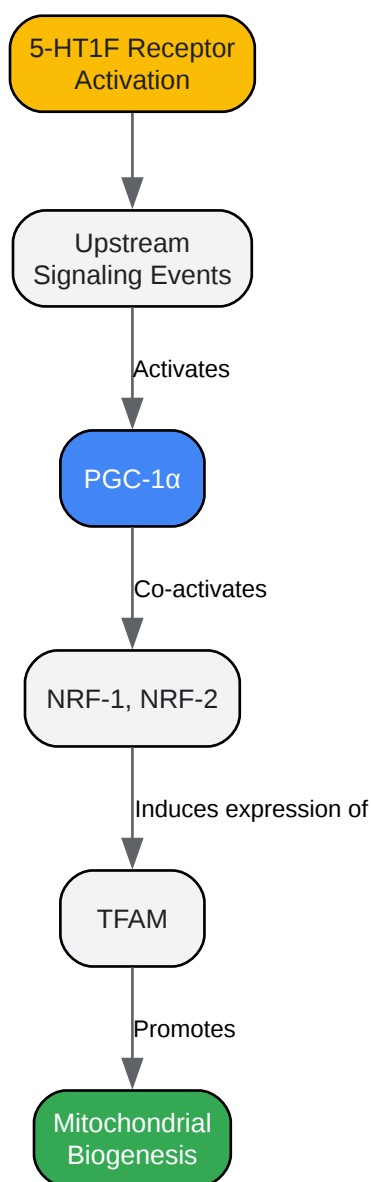 5-HT1F Receptor
Activation
Upstream
Signaling Events
Activates
PGC-1α
Co-activates
NRF-1, NRF-2
Induces expression of
TFAM
Promotes
Mitochondrial
Biogenesis